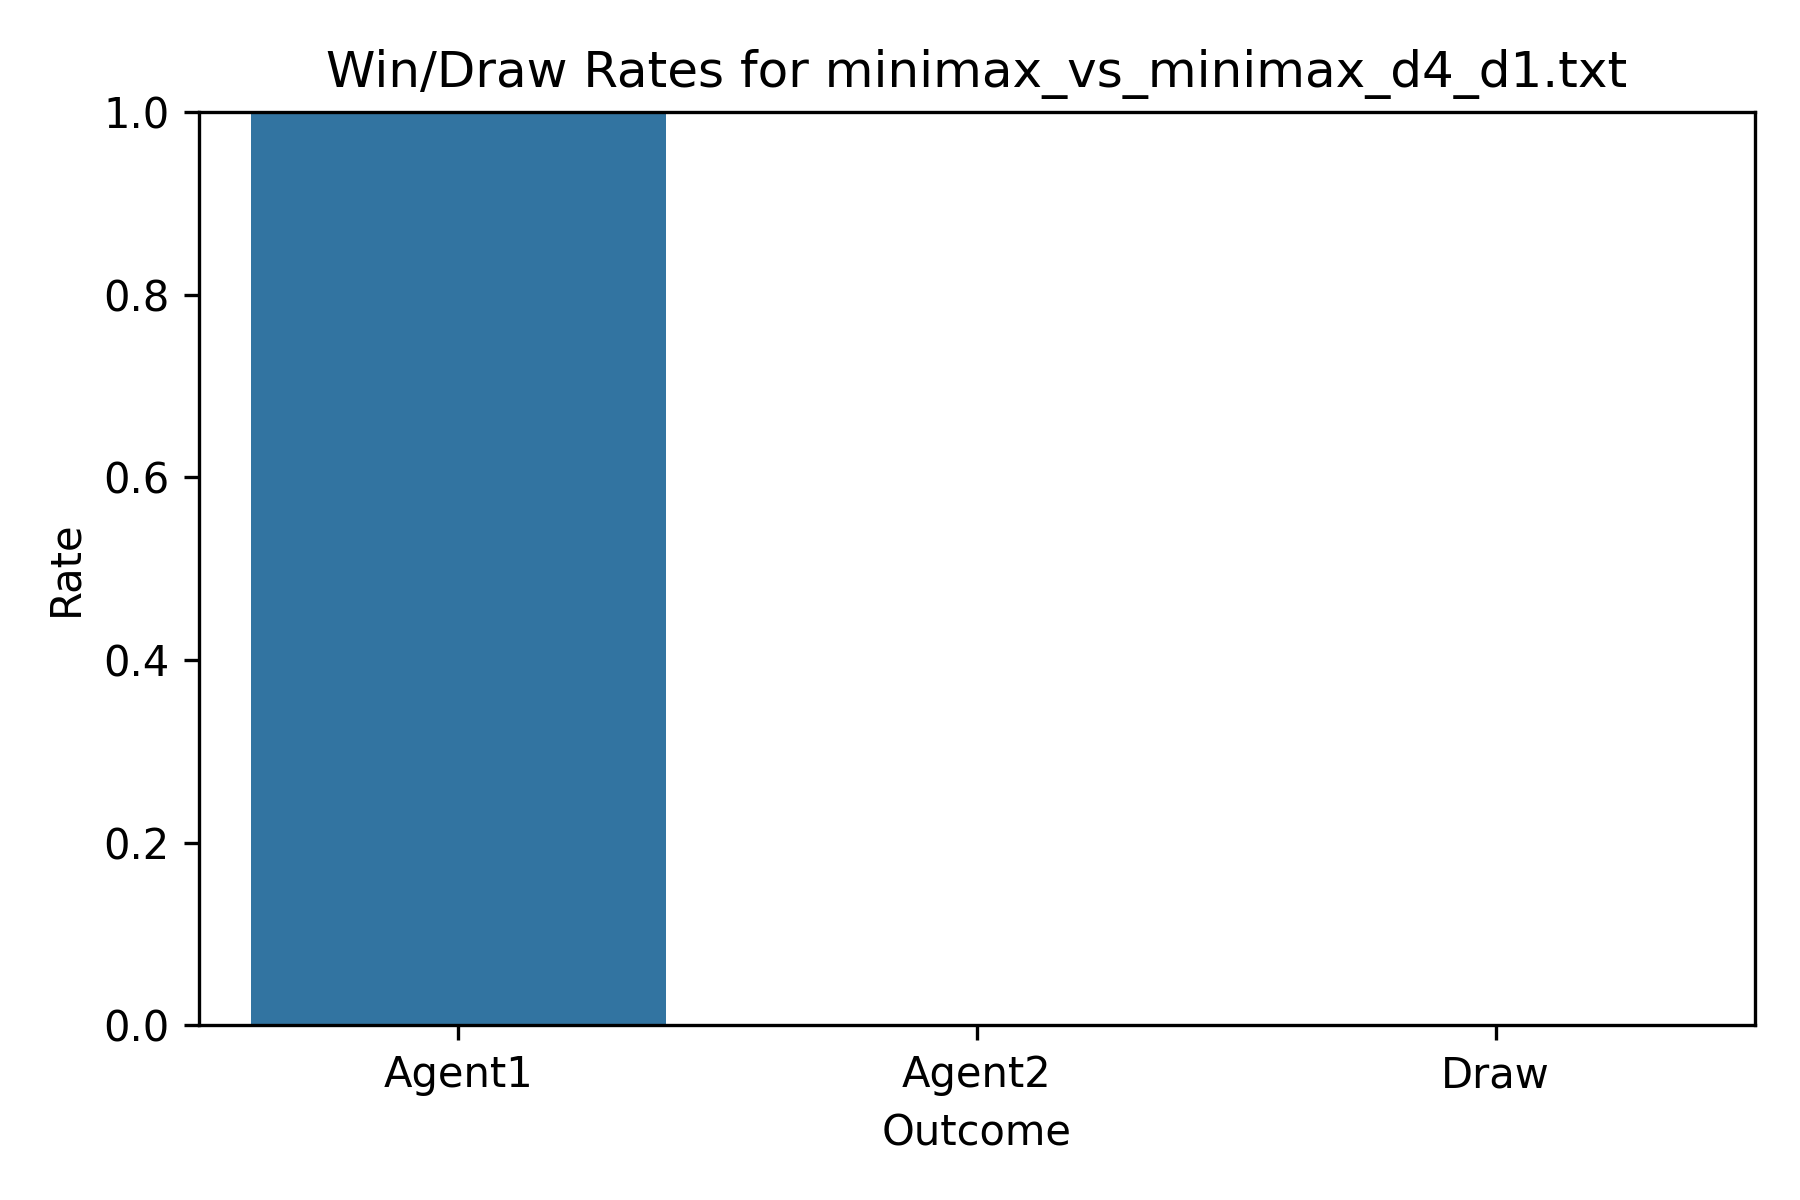 Win/Draw Rates for minimax_vs_minimax_d4_d1.txt
1.0
0.8
0.6
0.4
0.2
0.0
Rate
Agent1 Agent2 Draw
Outcome